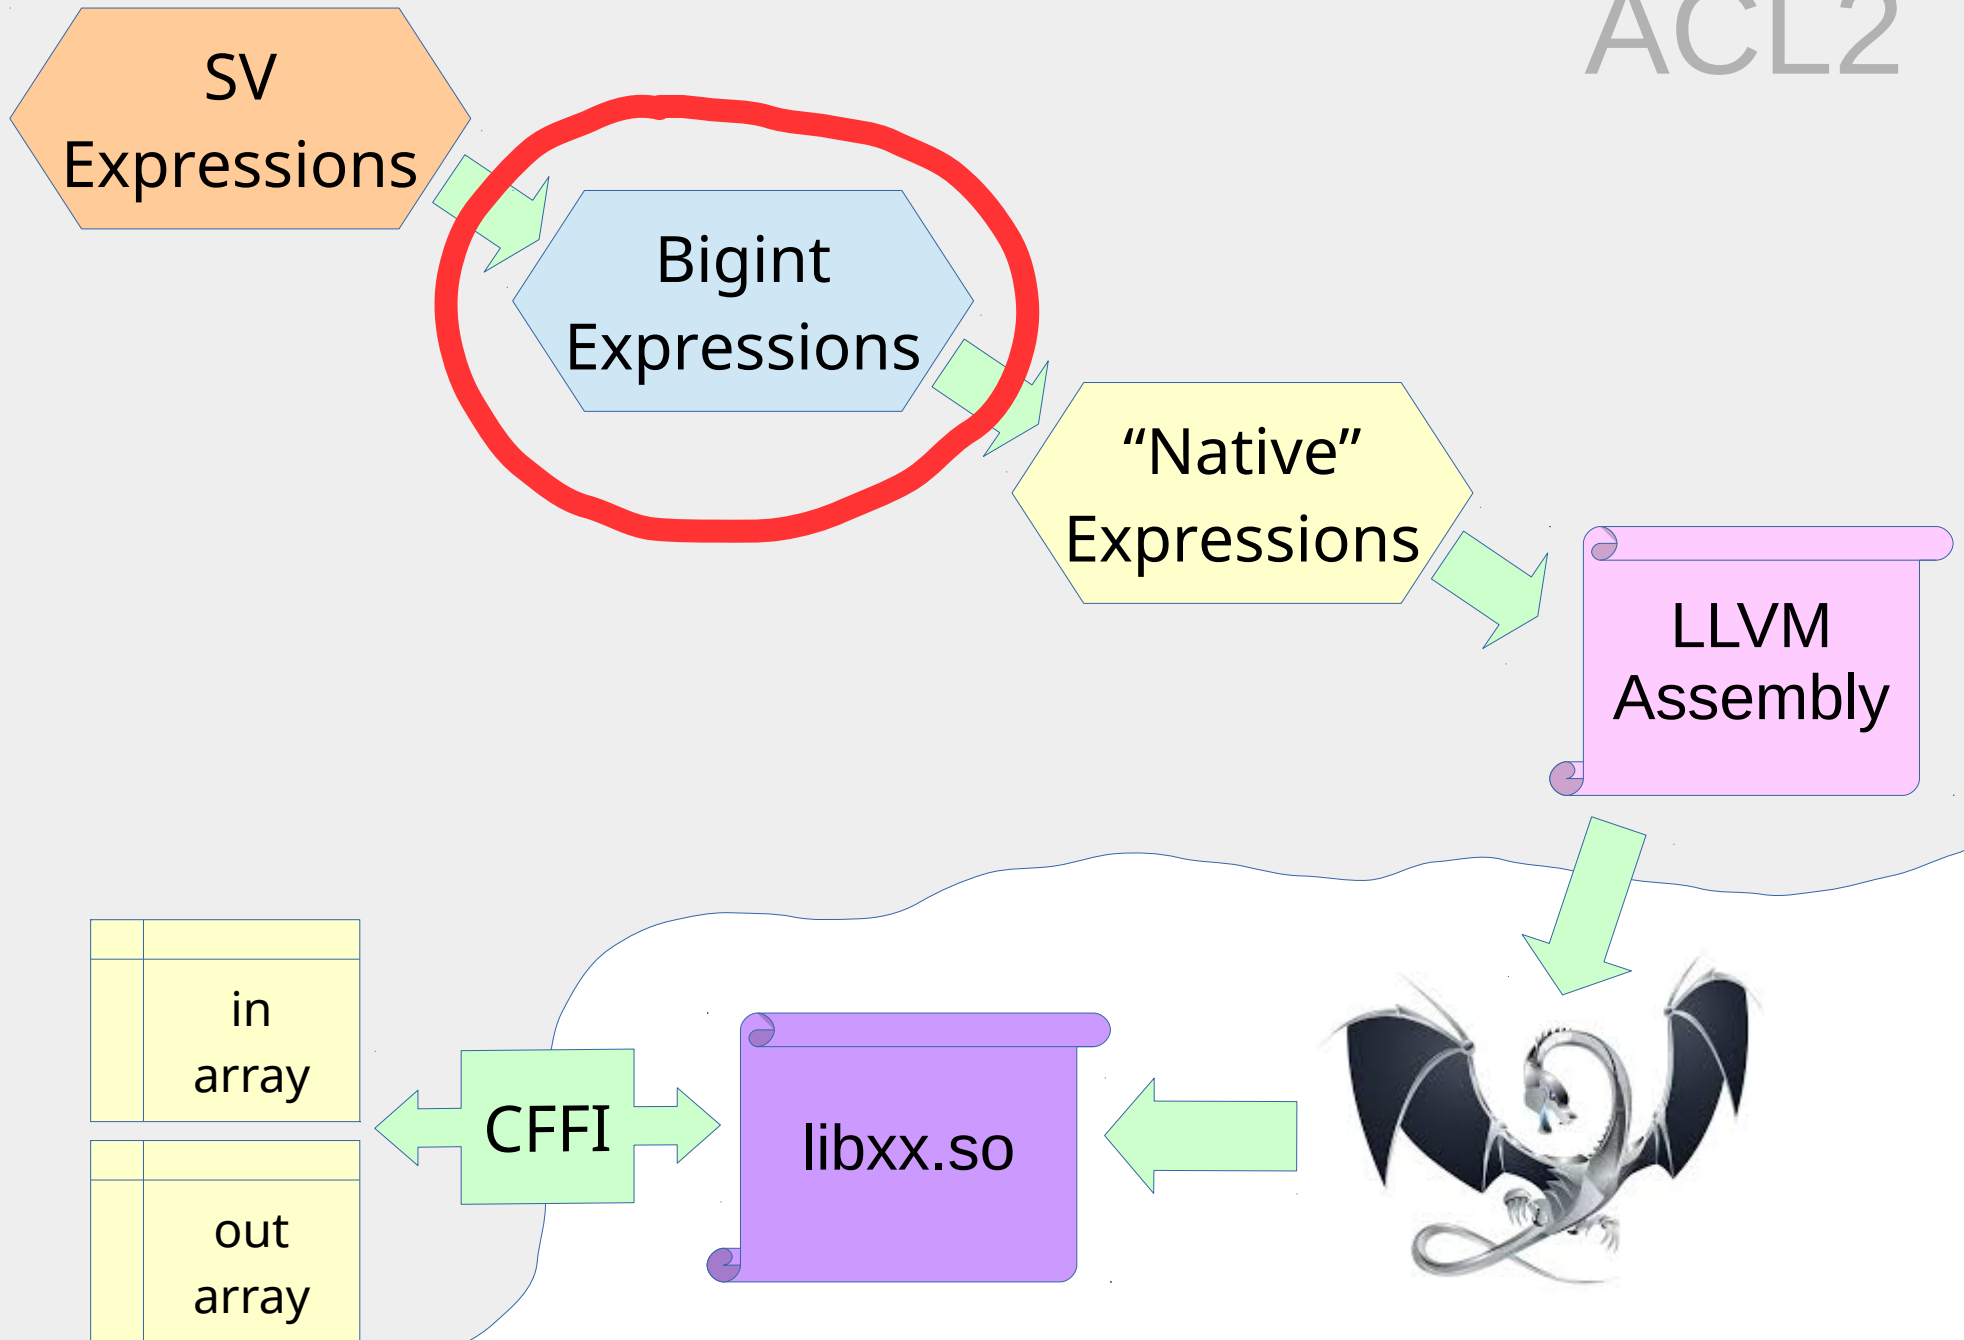 ACL2
SV
Expressions
Bigint
Expressions
“Native”
Expressions
LLVM
Assembly
in
array
CFFI
libxx.so
out
array